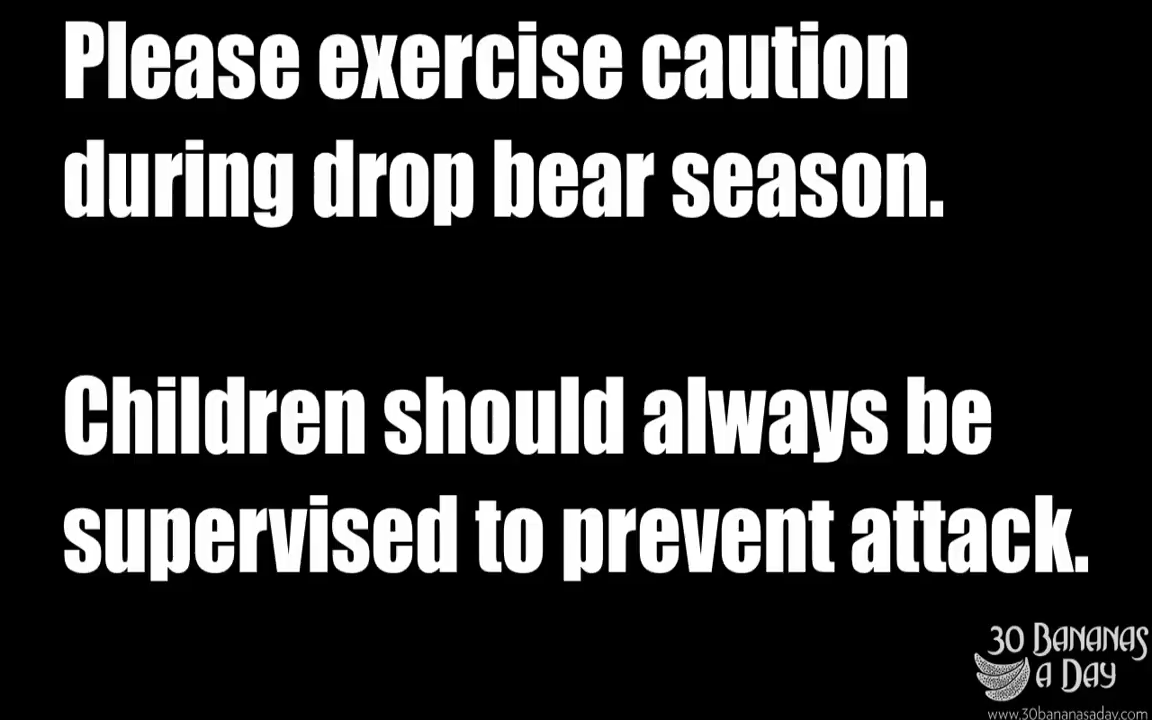 Please exercise caution
during drop bear season.
Children should always be
supervised to prevent attack.
30 BANANAS
A DAY
www.30bananasaday.com